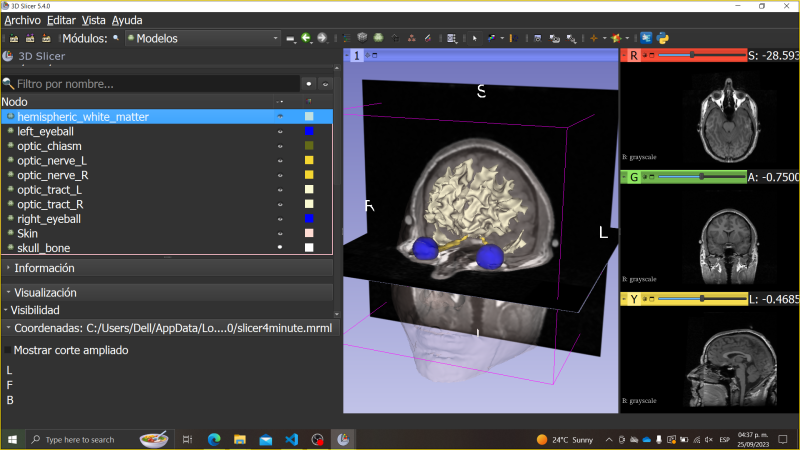 3D Slicer 5.4.0
Archivo Editar Vista Ayuda
Módulos: Modelos
3D Slicer
Filtro por nombre...
Nodo
hemispheric_white_matter
left_eyeball
optic_chiasm
optic_nerve_L
optic_nerve_R
optic_tract_L
optic_tract_R
right_eyeball
Skin
skull_bone
Información
Visualización
Visibilidad
Coordenadas: C:/Users/Dell/AppData/Lo....0/slicer4minute.mrml
Mostrar corte ampliado
L
F
B
1
S
R
L
I
R S: -28.593
B: grayscale
G A: -0.7500
B: grayscale
Y L: -0.4685
B: grayscale
Type here to search
24°C Sunny
ESP
04:37 p. m.
25/09/2023